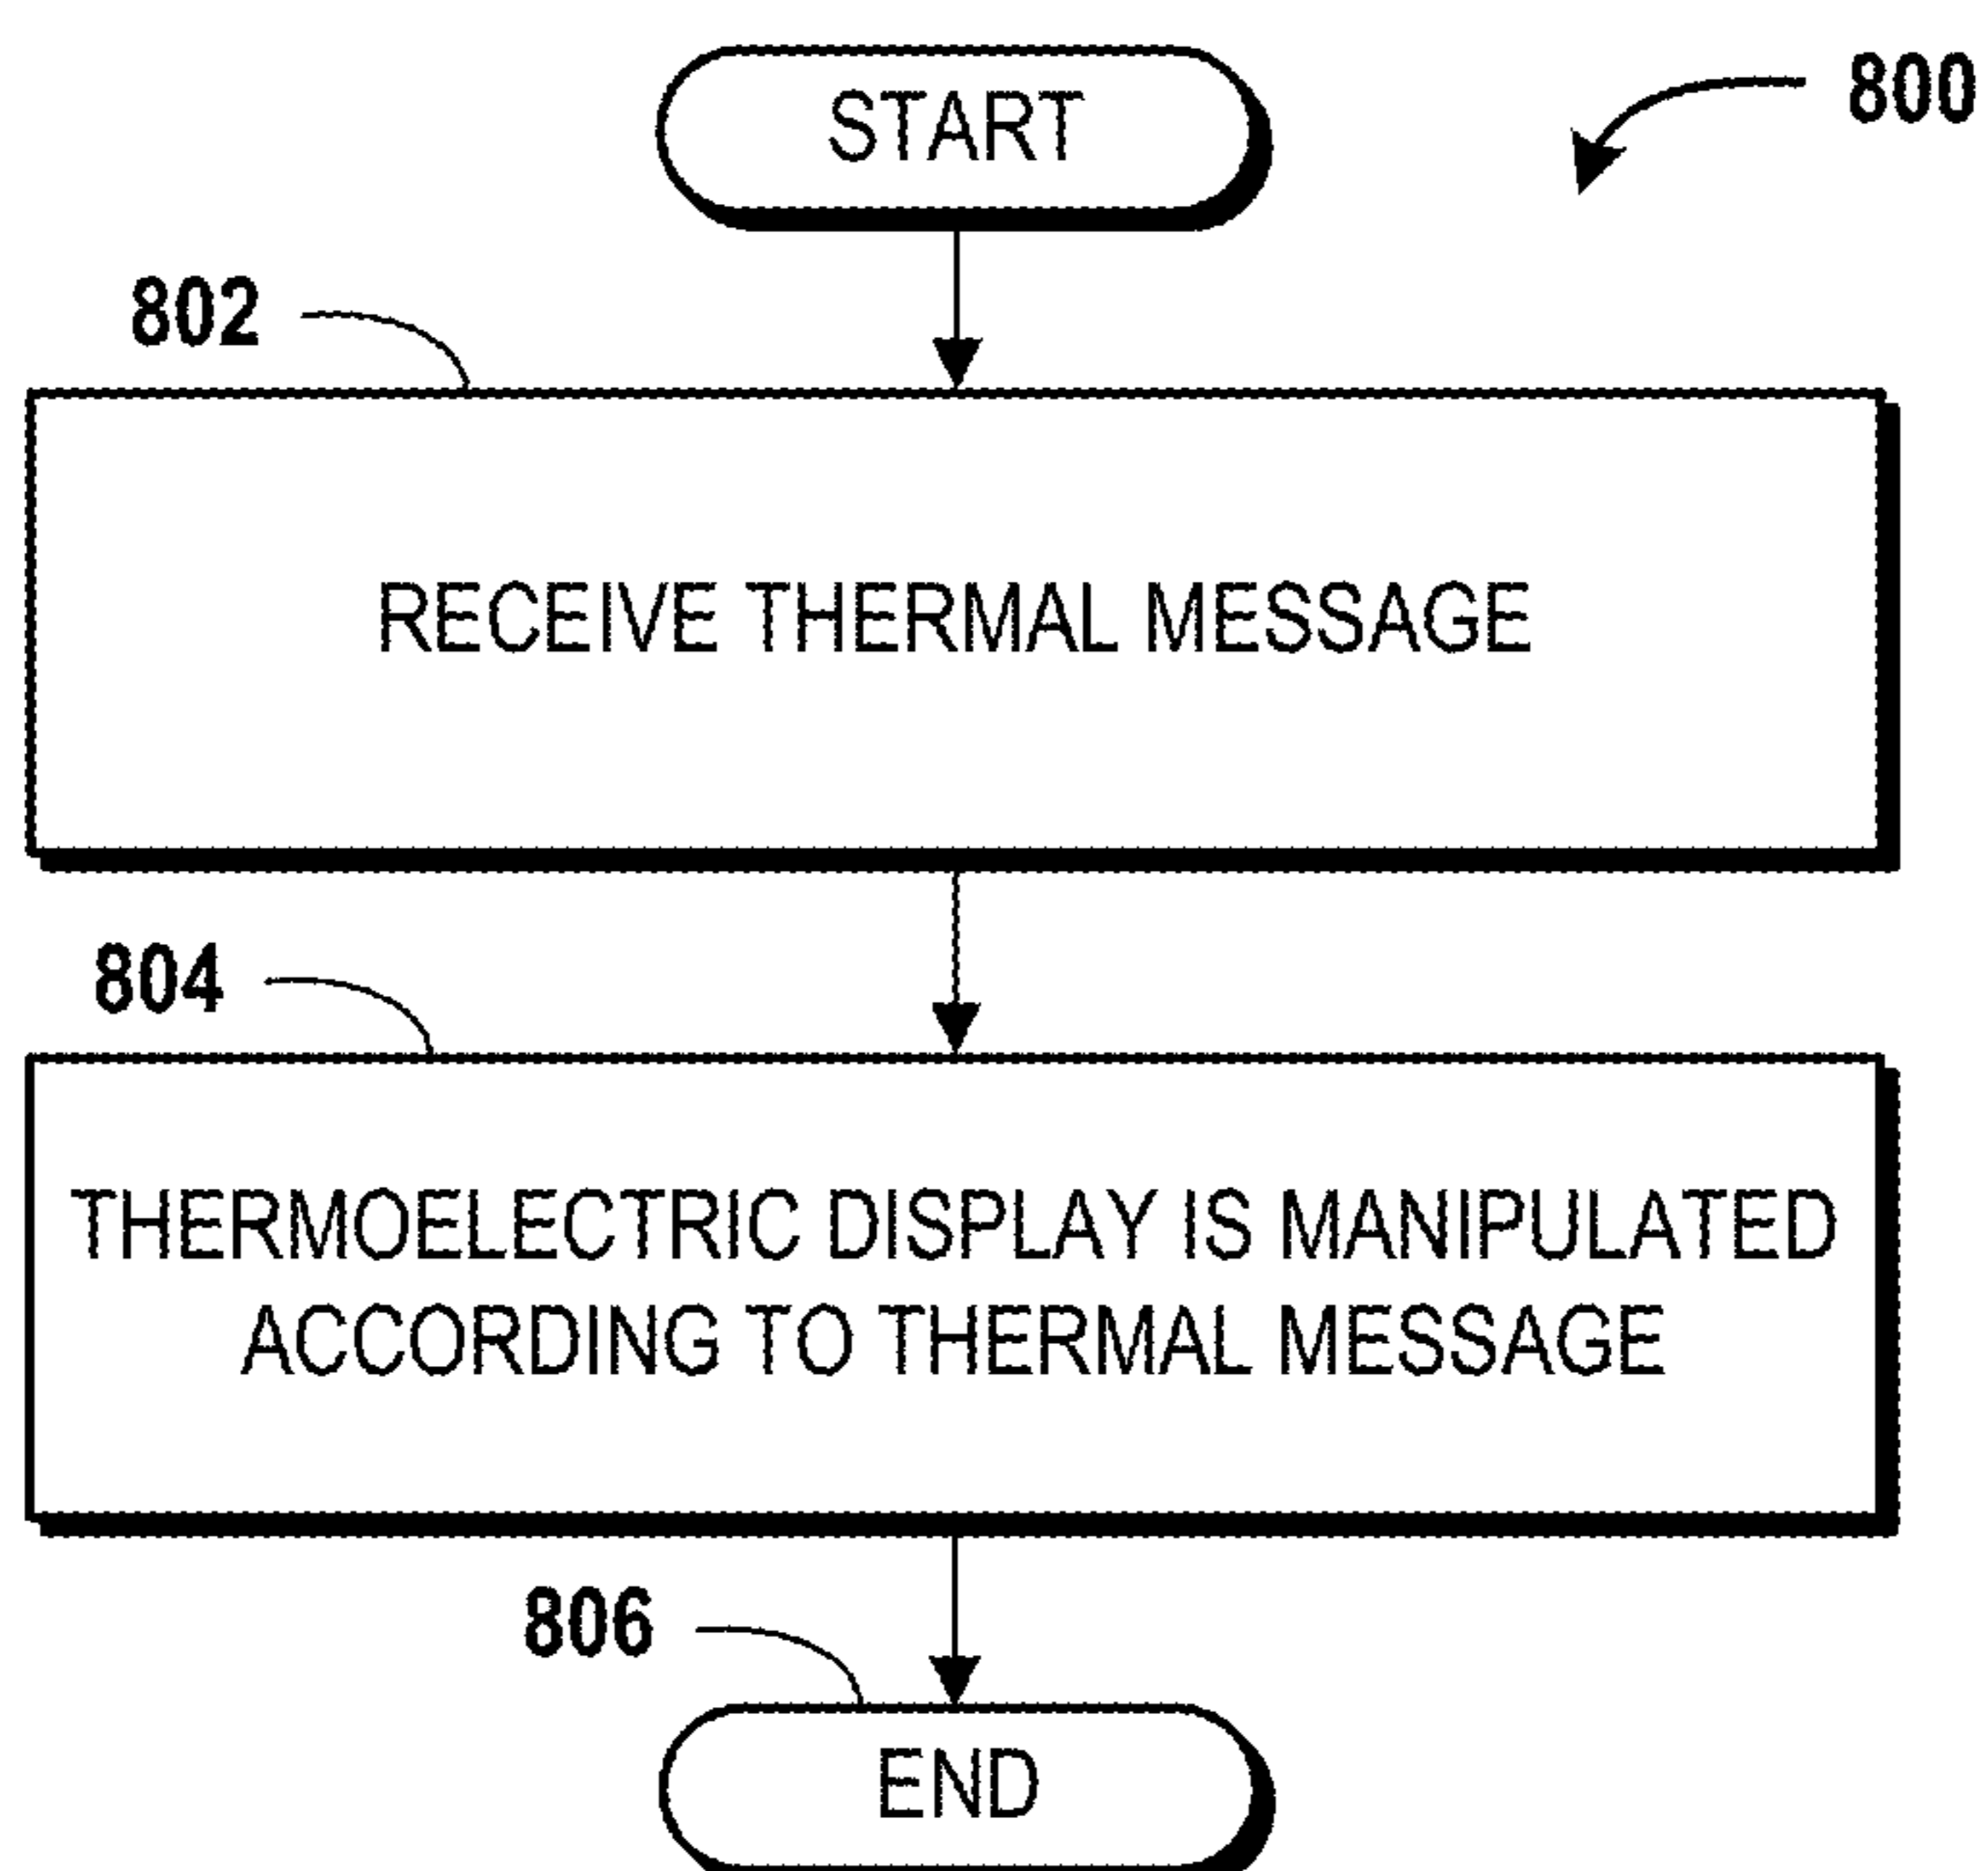 START
800
802
RECEIVE THERMAL MESSAGE
804
THERMOELECTRIC DISPLAY IS MANIPULATED
ACCORDING TO THERMAL MESSAGE
806
END